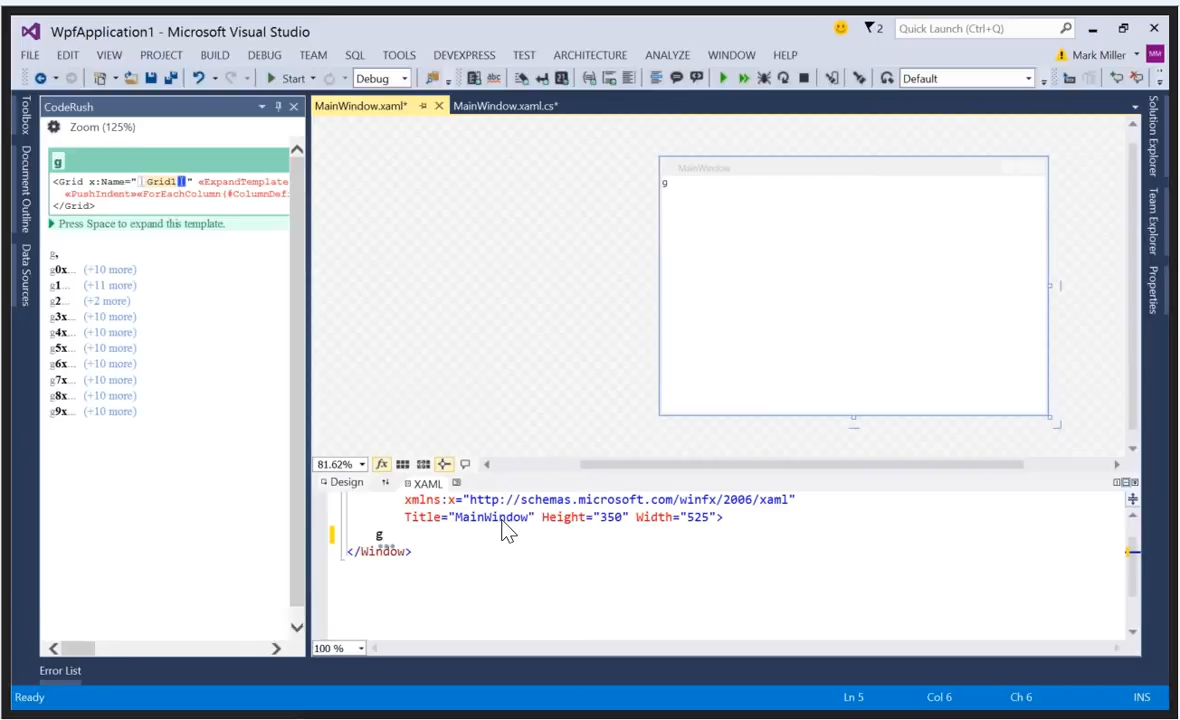 WpfApplication1 - Microsoft Visual Studio
2
Quick Launch (Ctrl+Q)
FILE EDIT VIEW PROJECT BUILD DEBUG TEAM SQL TOOLS DEVEXPRESS TEST ARCHITECTURE ANALYZE WINDOW HELP
Mark Miller
MM
Start
Debug
Default
Toolbox
Document Outline
Data Sources
CodeRush
Zoom (125%)
g
<Grid x:Name="[Grid1]" «ExpandTemplate
«PushIndent»«ForEachColumn(#ColumnDef
</Grid>
Press Space to expand this template.
g,
g0x... (+10 more)
g1... (+11 more)
g2... (+2 more)
g3x... (+10 more)
g4x... (+10 more)
g5x... (+10 more)
g6x... (+10 more)
g7x... (+10 more)
g8x... (+10 more)
g9x... (+10 more)
MainWindow.xaml*
MainWindow.xaml.cs*
MainWindow
g
81.62%
fx
Design
XAML
xmlns:x="http://schemas.microsoft.com/winfx/2006/xaml"
Title="MainWindow" Height="350" Width="525">
g
</Window>
100 %
Solution Explorer
Team Explorer
Properties
Error List
Ready
Ln 5
Col 6
Ch 6
INS